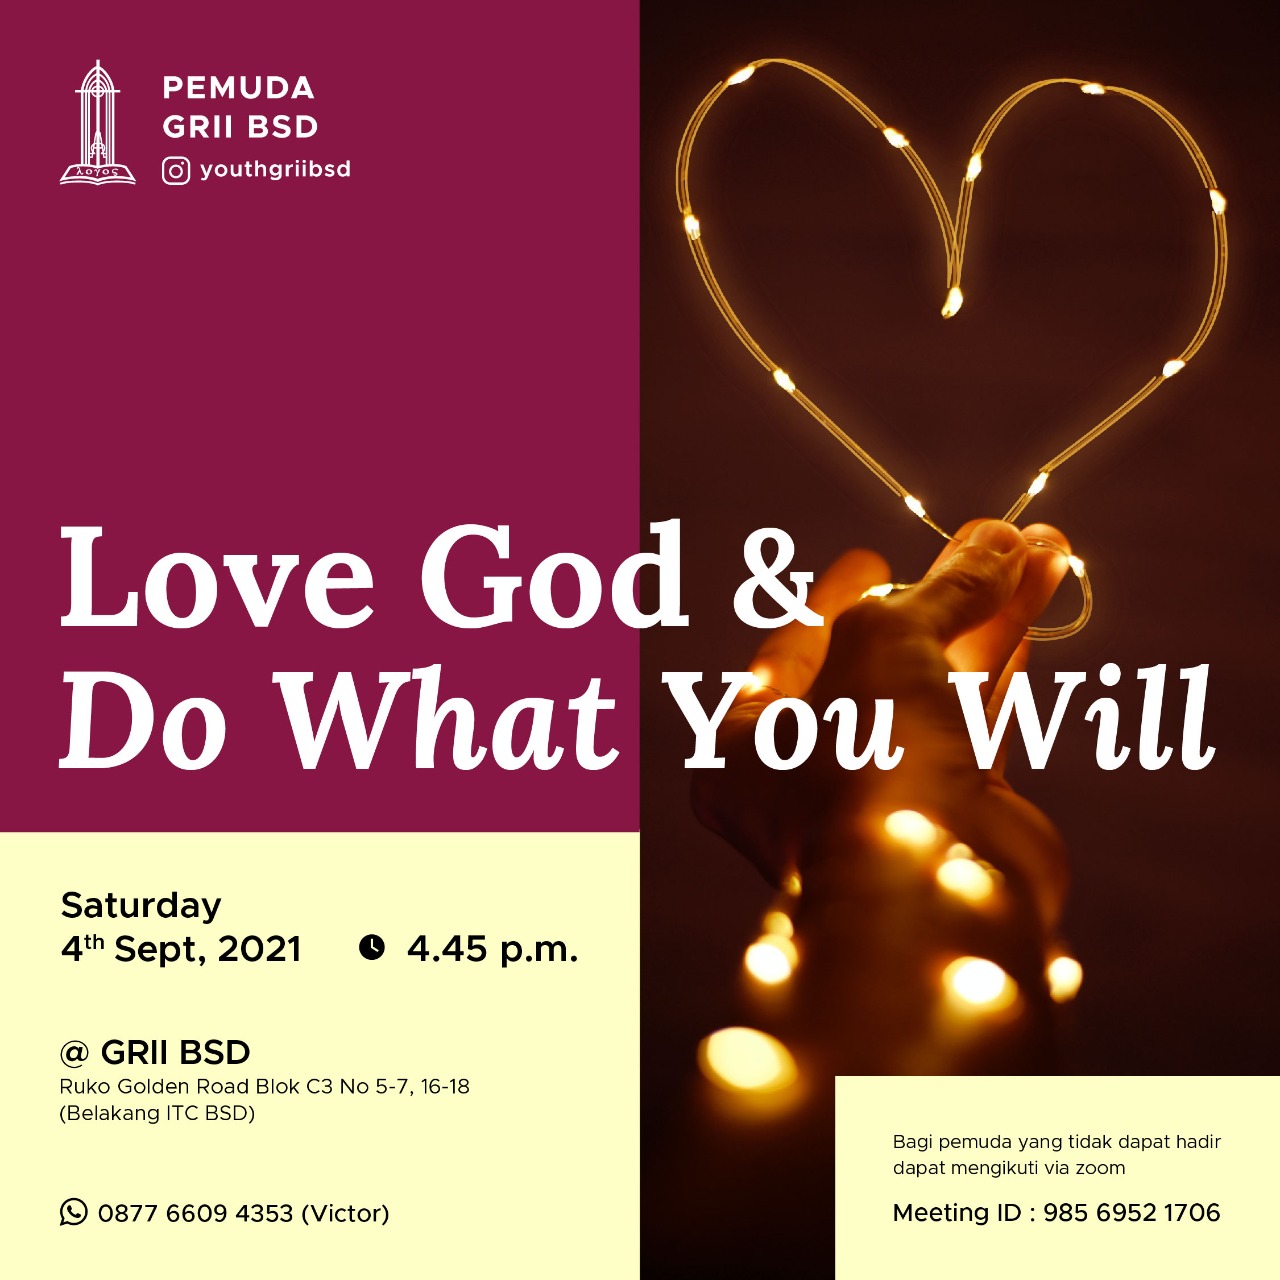 PEMUDA
GRII BSD
youthgriibsd
λογος
Love God &
Do What You Will
Saturday
4th Sept, 2021
4.45 p.m.
@ GRII BSD
Ruko Golden Road Blok C3 No 5-7, 16-18
(Belakang ITC BSD)
0877 6609 4353 (Victor)
Bagi pemuda yang tidak dapat hadir
dapat mengikuti via zoom
Meeting ID : 985 6952 1706